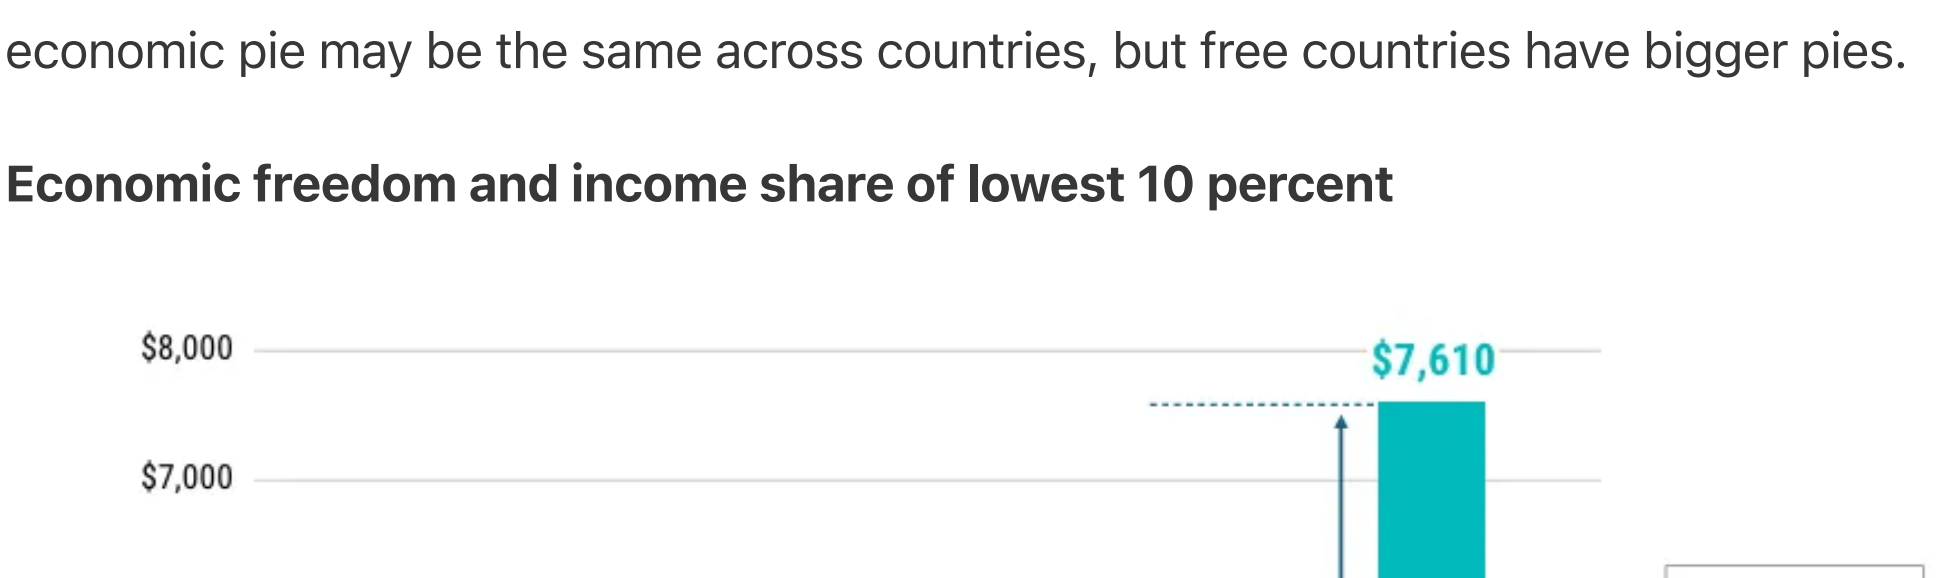 economic pie may be the same across countries, but free countries have bigger pies.
Economic freedom and income share of lowest 10 percent
$8,000
$7,610
$7,000